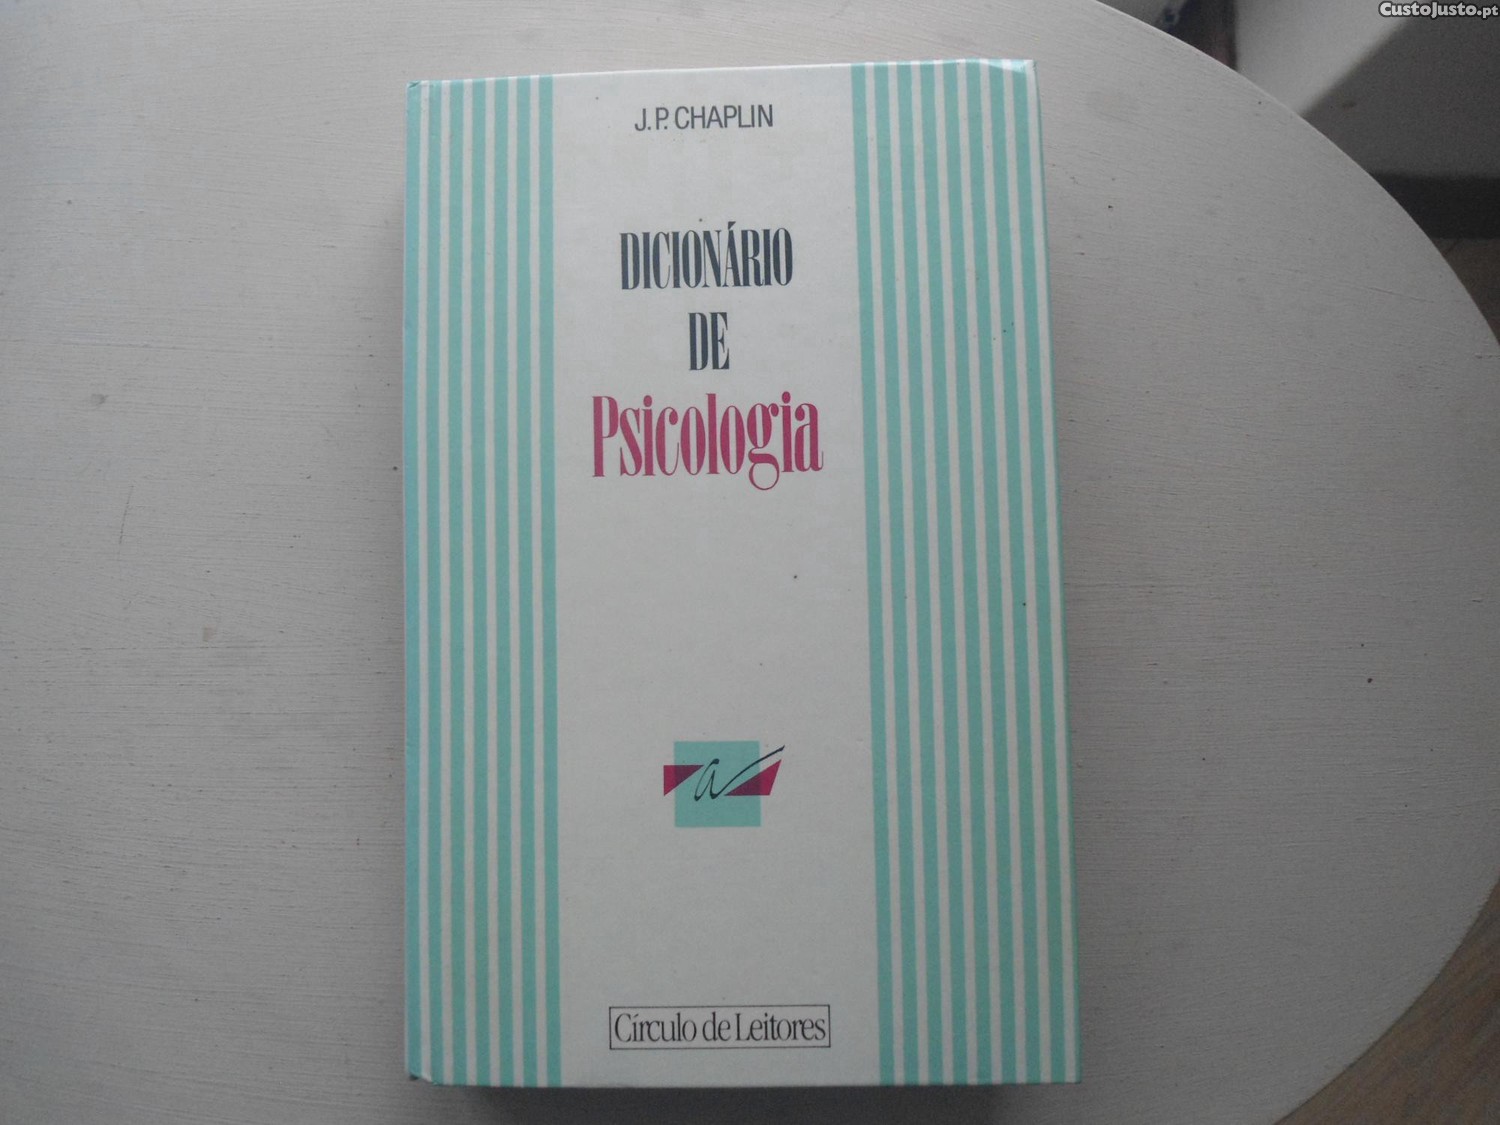 CustoJusto.pt
J.P. CHAPLIN
DICIONÁRIO
DE
Psicologia
a
Círculo de Leitores